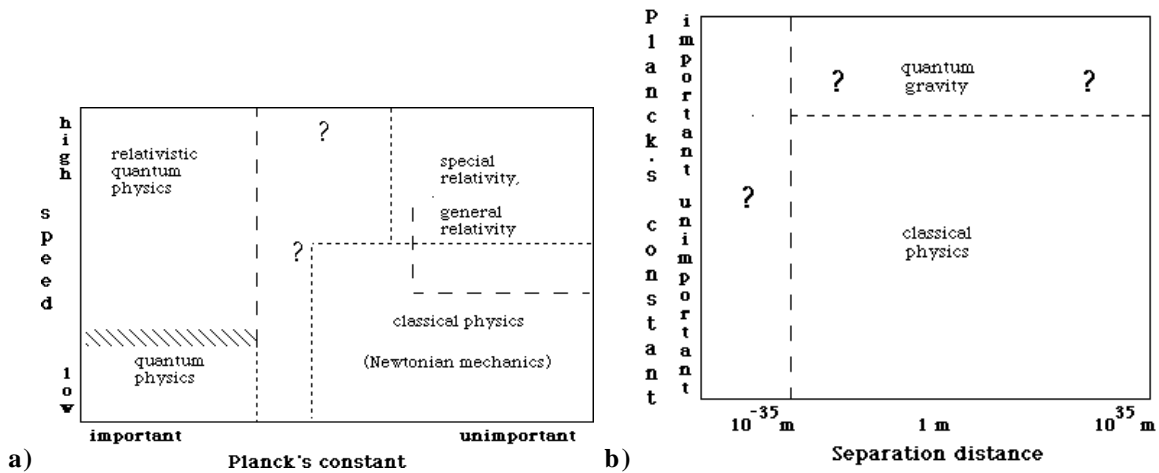 high
speed
low
relativistic
quantum
physics
?
special
relativity,
general
relativity
?
classical physics
(Newtonian mechanics)
quantum
physics
important
unimportant
Planck's constant
a)
Planck's constant
important unimportant
?
quantum
gravity
?
?
classical
physics
10^-35 m
1 m
10^35 m
Separation distance
b)